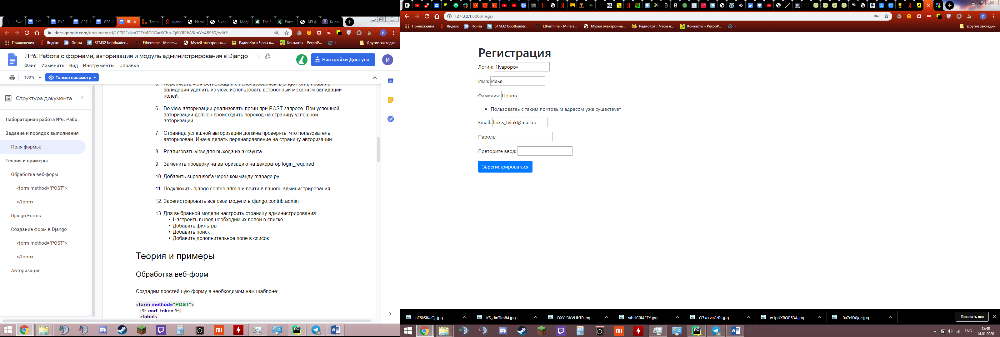 iu5we
РК1 -
РК2 -
ЛР7. J
ЛР8. F
ЛР
Тег <
djang
Испо
Выпо
Моде
The Fo
Form
API ф
Кноп
docs.google.com/document/d/1C7I2FxjkvGTZrMDRGarKChn-Q6iYflRfvVKmYo4B960/edit#
Приложения
Яндекс
Почта
STM32 bootloader...
Ethermine - Miners...
Музей электронны...
РадиоКот :: Часы н...
Контакты - РетроР...
i
Другие закладки
ЛР6. Работа с формами, авторизация и модуль администрирования в Django
Файл Изменить Вид Инструменты Справка
Настройки Доступа
И
100%
Только просмотр
Структура документа
Лабораторная работа №6. Рабо...
Задание и порядок выполнения
Поля формы:
Теория и примеры
Обработка веб-форм
<form method="POST">
</form>
Django Forms
Создание форм в Django
<form method="POST">
</form>
Авторизация
5. Переписать view регистрации с использованием Django Form, правила
валидации удалить из view, использовать встроенный механизм валидации
полей.
6. Во view авторизации реализовать логин при POST запросе. При успешной
авторизации должен происходить переход на страницу успешной
авторизации.
7. Страница успешной авторизации должна проверять, что пользователь
авторизован. Иначе делать перенаправление на страницу авторизации.
8. Реализовать view для выхода из аккаунта.
9. Заменить проверку на авторизацию на декоратор login_required
10. Добавить superuser'a через комманду manage.py
11. Подключить django.contrib.admin и войти в панель администрирования.
12. Зарегистрировать все свои модели в django.contrib.admin
13. Для выбранной модели настроить страницу администрирования:
• Настроить вывод необходимых полей в списке
• Добавить фильтры
• Добавить поиск
• Добавить дополнительное поле в список
Теория и примеры
Обработка веб-форм
Создадим простейшую форму в необходимом нам шаблоне:
<form method="POST">
{% csrf_token %}
<label>
127.0.0.1:8000/regs/
Приложения
Яндекс
Почта
STM32 bootloader...
Ethermine - Miners...
Музей электронны...
РадиоКот :: Часы н...
Контакты - РетроР...
i
Другие закладки
Регистрация
Логин: 1lyapopov
Имя: Илья
Фамилия: Попов
• Пользоватеь с таким почтовым адресом уже существует
Email: link.s_tvink@mail.ru
Пароль:
Повторите ввод:
Зарегистрироваться
nF6liSIKaQs.jpg
KS_dinTlm84.jpg
DXY-DKVHbT0.jpg
vihHC0lAEEY.jpg
O7xervaCzRs.jpg
w1pUXBOR53A.jpg
-0a7elD0jgc.jpg
Показать все
ENG
12:40
14.01.2020